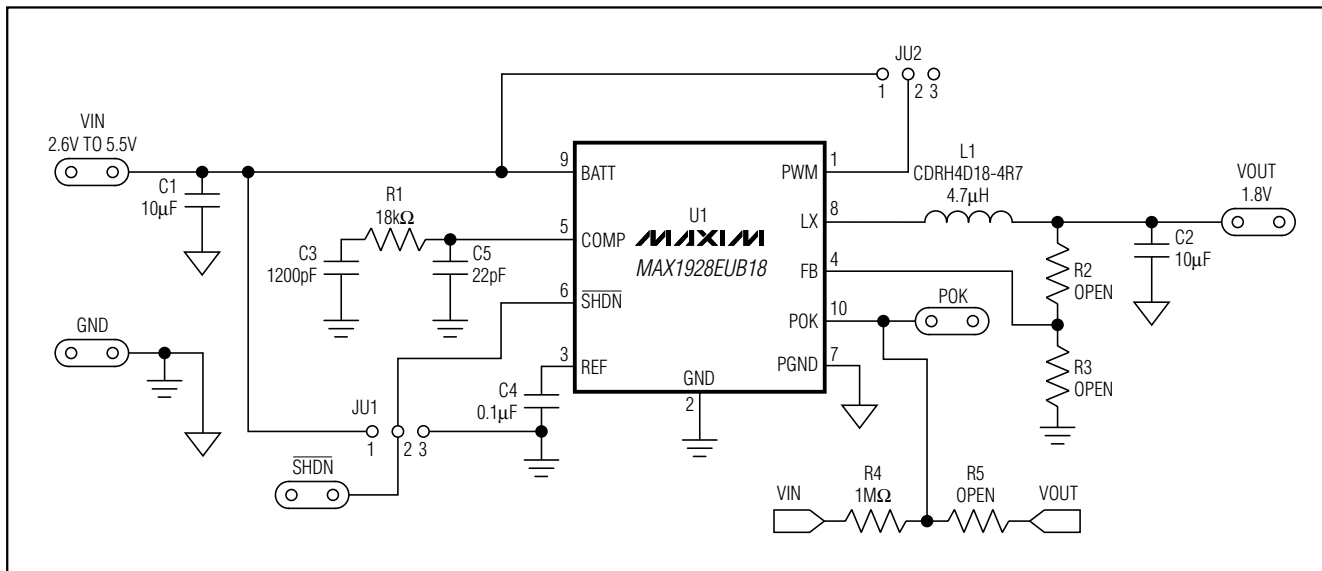 JU2
1 2 3
VIN
2.6V TO 5.5V
C1
10µF
R1
18kΩ
C3
1200pF
C5
22pF
9
BATT
5
COMP
6
SHDN
3
REF
U1
MAXIM
MAX1928EUB18
GND
2
PWM
1
LX
8
FB
4
POK
10
PGND
7
L1
CDRH4D18-4R7
4.7µH
VOUT
1.8V
C2
10µF
R2
OPEN
R3
OPEN
POK
GND
C4
0.1µF
JU1
1 2 3
SHDN
VIN
R4
1MΩ
R5
OPEN
VOUT